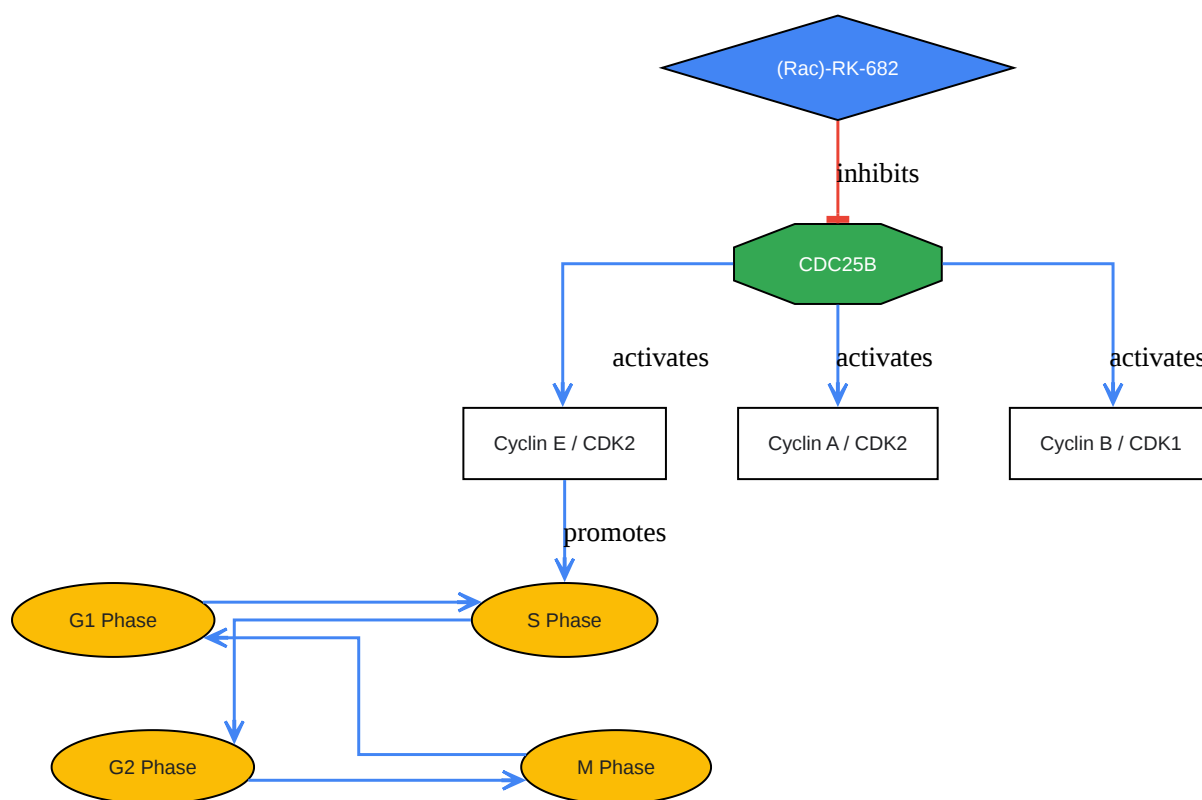 (Rac)-RK-682
inhibits
CDC25B
activates
activates
activates
Cyclin E / CDK2
Cyclin A / CDK2
Cyclin B / CDK1
promotes
G1 Phase
S Phase
G2 Phase
M Phase